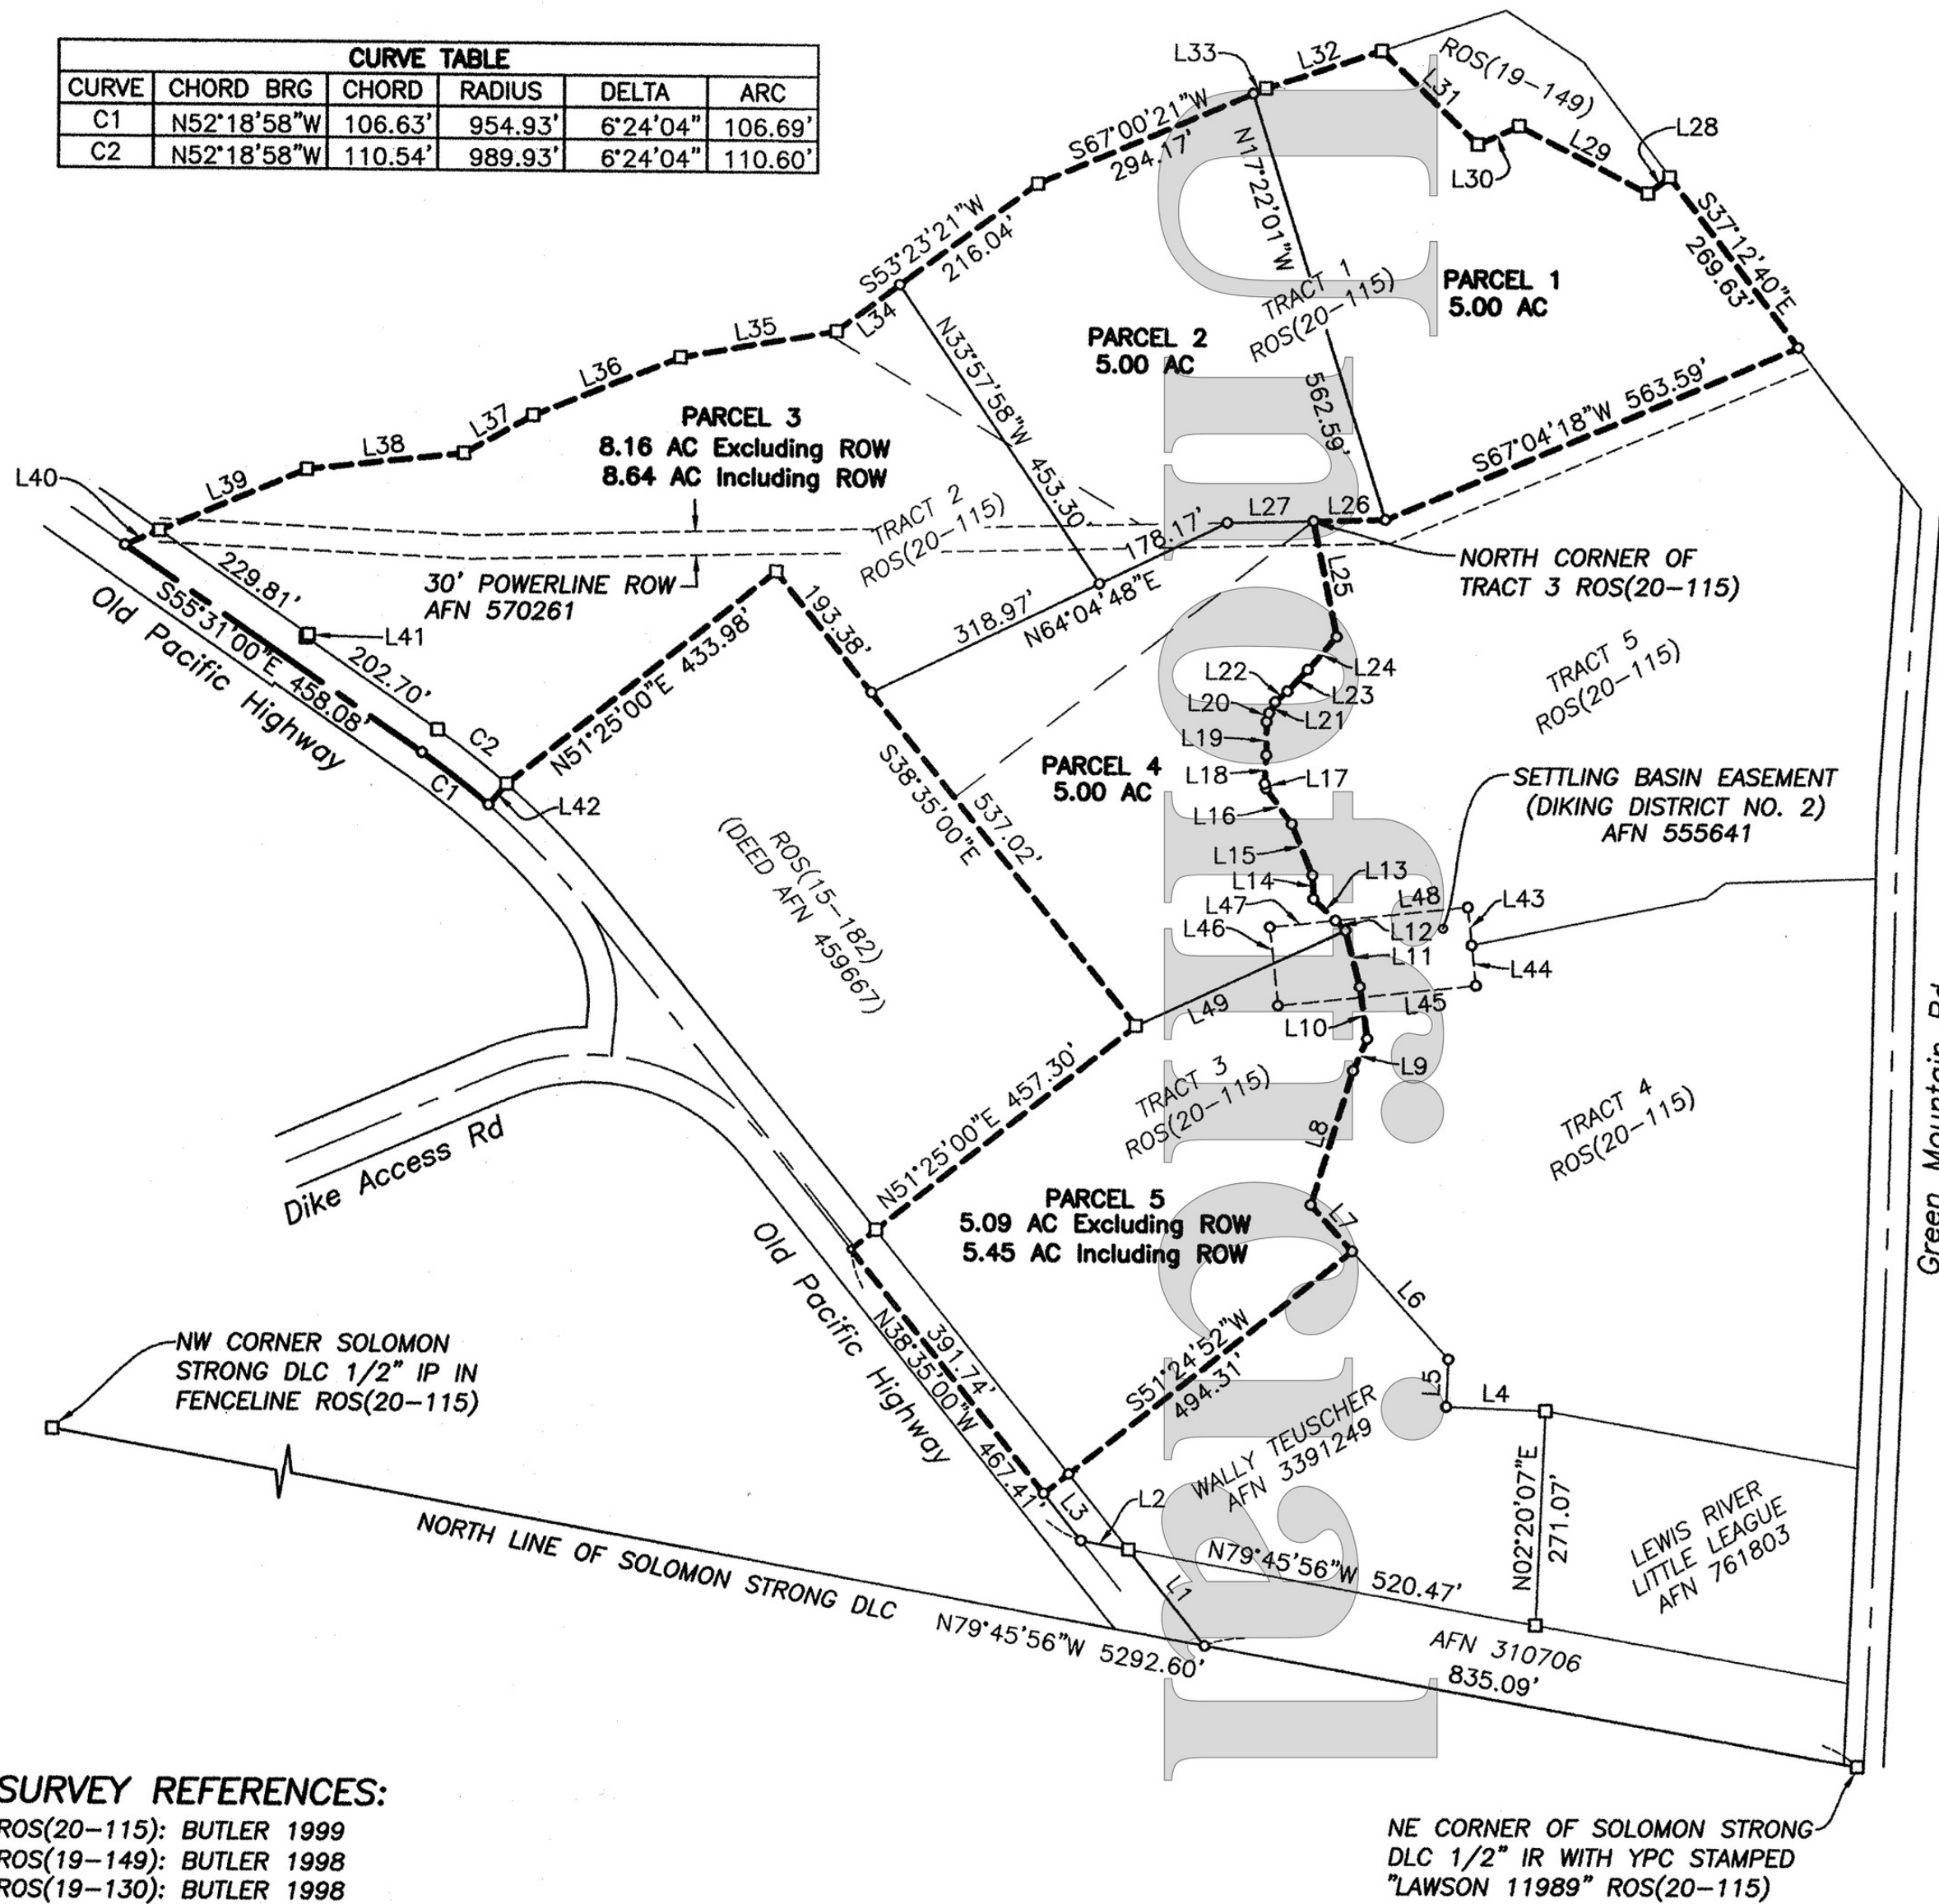 CURVE TABLE
CURVE CHORD BRG CHORD RADIUS DELTA ARC
C1 N52°18'58"W 106.63' 954.93' 6°24'04" 106.69'
C2 N52°18'58"W 110.54' 989.93' 6°24'04" 110.60'
L33
L32
ROS(19-149)
L31
L28
L29
L30
S67°00'21"W
294.17'
N17°22'01"W
562.59'
S37°12'40"E
269.63'
S53°23'21"W
216.04'
TRACT 1
ROS(20-115)
PARCEL 1
5.00 AC
PARCEL 2
5.00 AC
L34
L35
L36
L37
L38
L39
L40
N33°57'58"W
453.30'
S67°04'18"W 563.59'
PARCEL 3
8.16 AC Excluding ROW
8.64 AC Including ROW
TRACT 2
ROS(20-115)
L27
L26
178.17'
318.97'
N64°04'48"E
NORTH CORNER OF
TRACT 3 ROS(20-115)
30' POWERLINE ROW
AFN 570261
229.81'
L41
202.70'
S55°31'00"E 458.08'
Old Pacific Highway
C2
C1
L42
N51°25'00"E 433.98'
193.38'
L25
L24
L23
L22
L21
L20
L19
L18
L17
L16
L15
L14
L13
TRACT 5
ROS(20-115)
S38°35'00"E
537.02'
PARCEL 4
5.00 AC
SETTLING BASIN EASEMENT
(DIKING DISTRICT NO. 2)
AFN 555641
ROS(15-182)
(DEED AFN 459667)
L48
L43
L47
L46
L12
L11
L44
L45
L49
L10
L9
Green Mountain Rd
TRACT 3
ROS(20-115)
TRACT 4
ROS(20-115)
N51°25'00"E 457.30'
Dike Access Rd
L8
L7
PARCEL 5
5.09 AC Excluding ROW
5.45 AC Including ROW
Old Pacific Highway
391.74'
N38°35'00"W 467.41'
S51°24'52"W
494.31'
L6
L5
L4
NW CORNER SOLOMON
STRONG DLC 1/2" IP IN
FENCELINE ROS(20-115)
WALLY TEUSCHER
AFN 3391249
L3
L2
L1
N02°20'07"E
271.07'
LEWIS RIVER
LITTLE LEAGUE
AFN 761803
N79°45'56"W 520.47'
NORTH LINE OF SOLOMON STRONG DLC N79°45'56"W 5292.60'
AFN 310706
835.09'
SURVEY REFERENCES:
ROS(20-115): BUTLER 1999
ROS(19-149): BUTLER 1998
ROS(19-130): BUTLER 1998
NE CORNER OF SOLOMON STRONG
DLC 1/2" IR WITH YPC STAMPED
"LAWSON 11989" ROS(20-115)